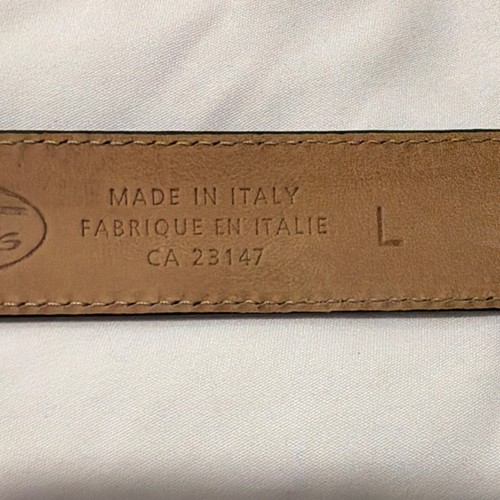 MADE IN ITALY
FABRIQUE EN ITALIE
CA 23147
L